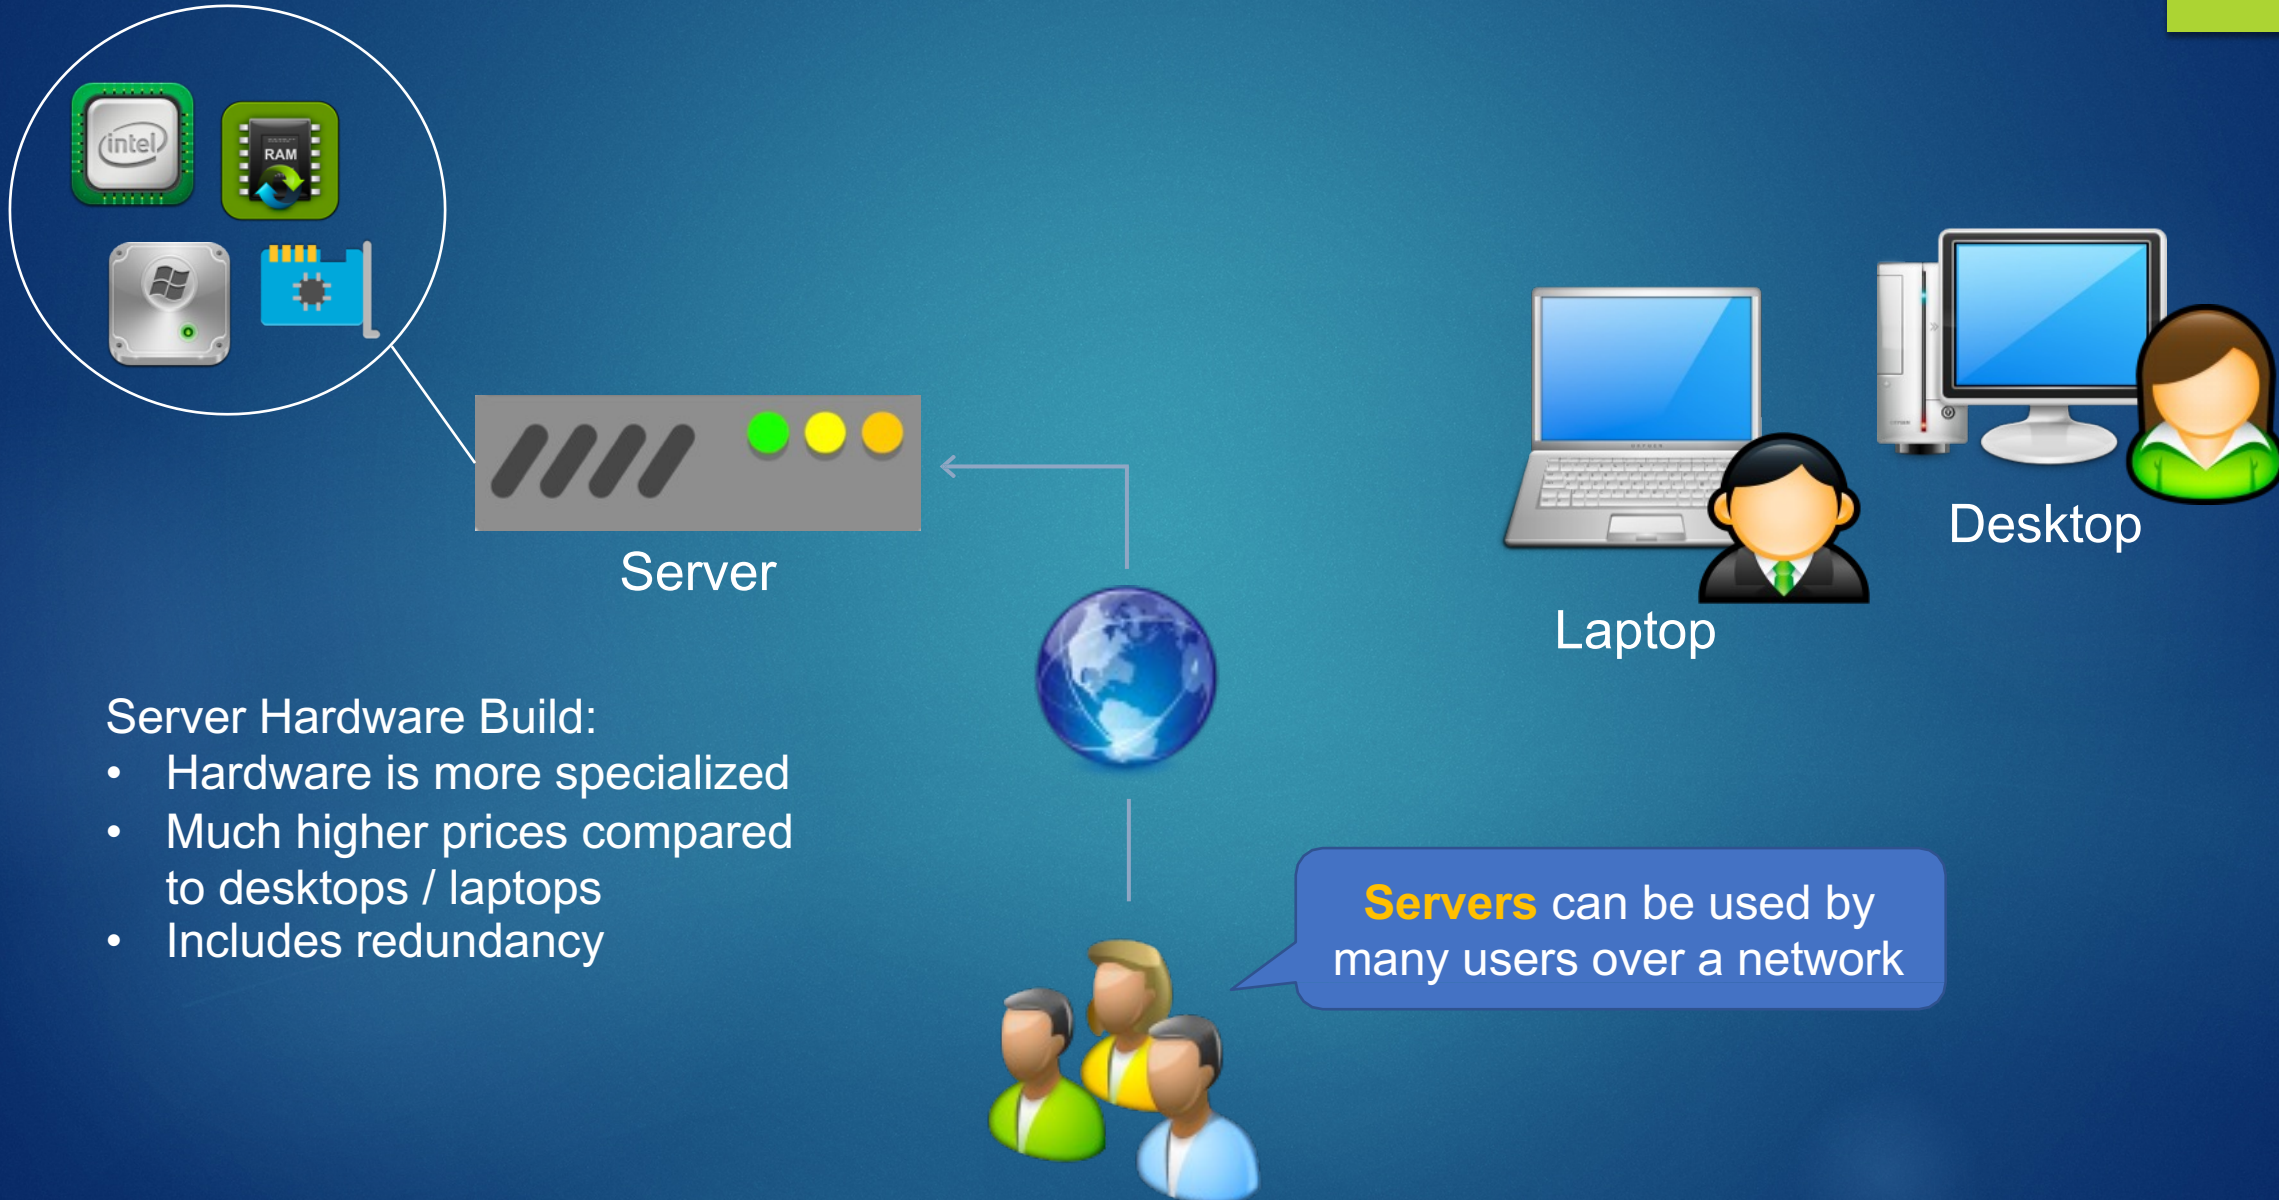 intel
RAM
Server
Laptop
Desktop
Server Hardware Build:
• Hardware is more specialized
• Much higher prices compared
to desktops / laptops
• Includes redundancy
Servers can be used by
many users over a network